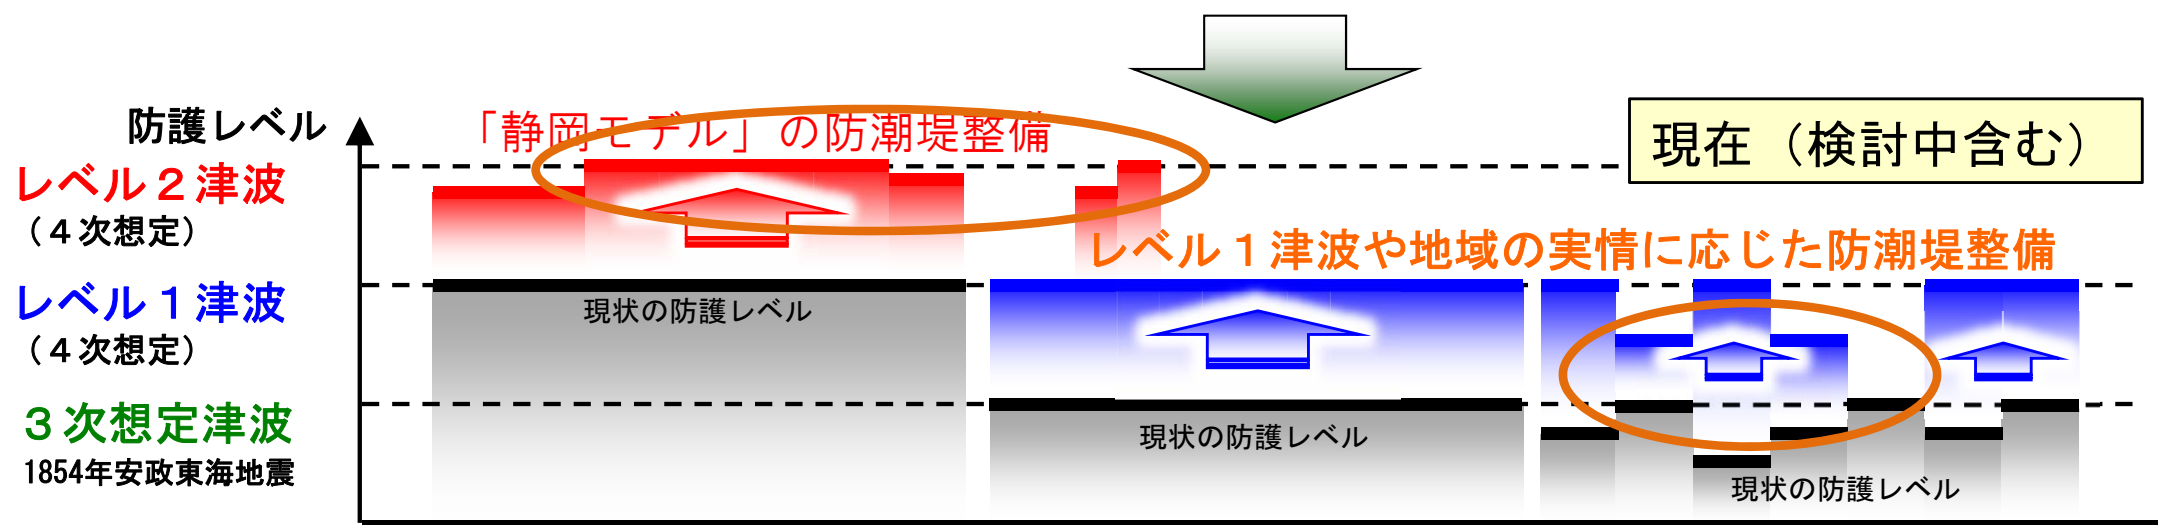 防護レベル
「静岡モデル」の防潮堤整備
現在（検討中含む）
レベル２津波
（４次想定）
レベル１津波や地域の実情に応じた防潮堤整備
レベル１津波
（４次想定）
現状の防護レベル
３次想定津波
1854年安政東海地震
現状の防護レベル
現状の防護レベル